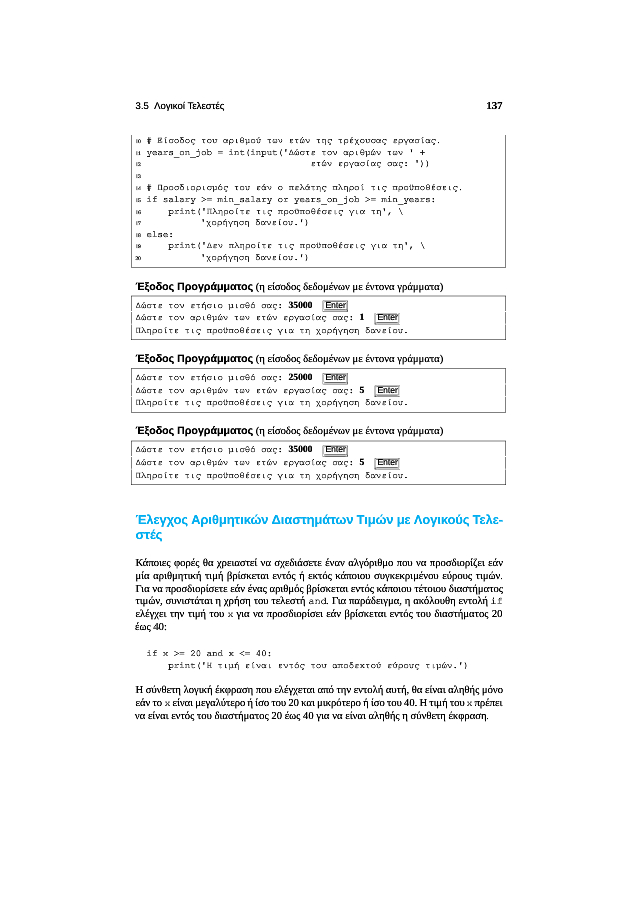 3.5 Λογικοί Τελεστές 137
10 # Είσοδος του αριθμού των ετών της τρέχουσας εργασίας.
11 years_on_job = int(input('Δώστε τον αριθμών των ' +
12 ετών εργασίας σας: '))
13
14 # Προσδιορισμός του εάν ο πελάτης πληροί τις προϋποθέσεις.
15 if salary >= min_salary or years_on_job >= min_years:
16 print('Πληροίτε τις προϋποθέσεις για τη', \
17 'χορήγηση δανείου.')
18 else:
19 print('Δεν πληροίτε τις προϋποθέσεις για τη', \
20 'χορήγηση δανείου.')
Έξοδος Προγράμματος (η είσοδος δεδομένων με έντονα γράμματα)
Δώστε τον ετήσιο μισθό σας: 35000 Enter
Δώστε τον αριθμών των ετών εργασίας σας: 1 Enter
Πληροίτε τις προϋποθέσεις για τη χορήγηση δανείου.
Έξοδος Προγράμματος (η είσοδος δεδομένων με έντονα γράμματα)
Δώστε τον ετήσιο μισθό σας: 25000 Enter
Δώστε τον αριθμών των ετών εργασίας σας: 5 Enter
Πληροίτε τις προϋποθέσεις για τη χορήγηση δανείου.
Έξοδος Προγράμματος (η είσοδος δεδομένων με έντονα γράμματα)
Δώστε τον ετήσιο μισθό σας: 35000 Enter
Δώστε τον αριθμών των ετών εργασίας σας: 5 Enter
Πληροίτε τις προϋποθέσεις για τη χορήγηση δανείου.
Έλεγχος Αριθμητικών Διαστημάτων Τιμών με Λογικούς Τελε-
στές
Κάποιες φορές θα χρειαστεί να σχεδιάσετε έναν αλγόριθμο που να προσδιορίζει εάν
μία αριθμητική τιμή βρίσκεται εντός ή εκτός κάποιου συγκεκριμένου εύρους τιμών.
Για να προσδιορίσετε εάν ένας αριθμός βρίσκεται εντός κάποιου τέτοιου διαστήματος
τιμών, συνιστάται η χρήση του τελεστή and. Για παράδειγμα, η ακόλουθη εντολή if
ελέγχει την τιμή του x για να προσδιορίσει εάν βρίσκεται εντός του διαστήματος 20
έως 40:
if x >= 20 and x <= 40:
print('Η τιμή είναι εντός του αποδεκτού εύρους τιμών.')
Η σύνθετη λογική έκφραση που ελέγχεται από την εντολή αυτή, θα είναι αληθής μόνο
εάν το x είναι μεγαλύτερο ή ίσο του 20 και μικρότερο ή ίσο του 40. Η τιμή του x πρέπει
να είναι εντός του διαστήματος 20 έως 40 για να είναι αληθής η σύνθετη έκφραση.